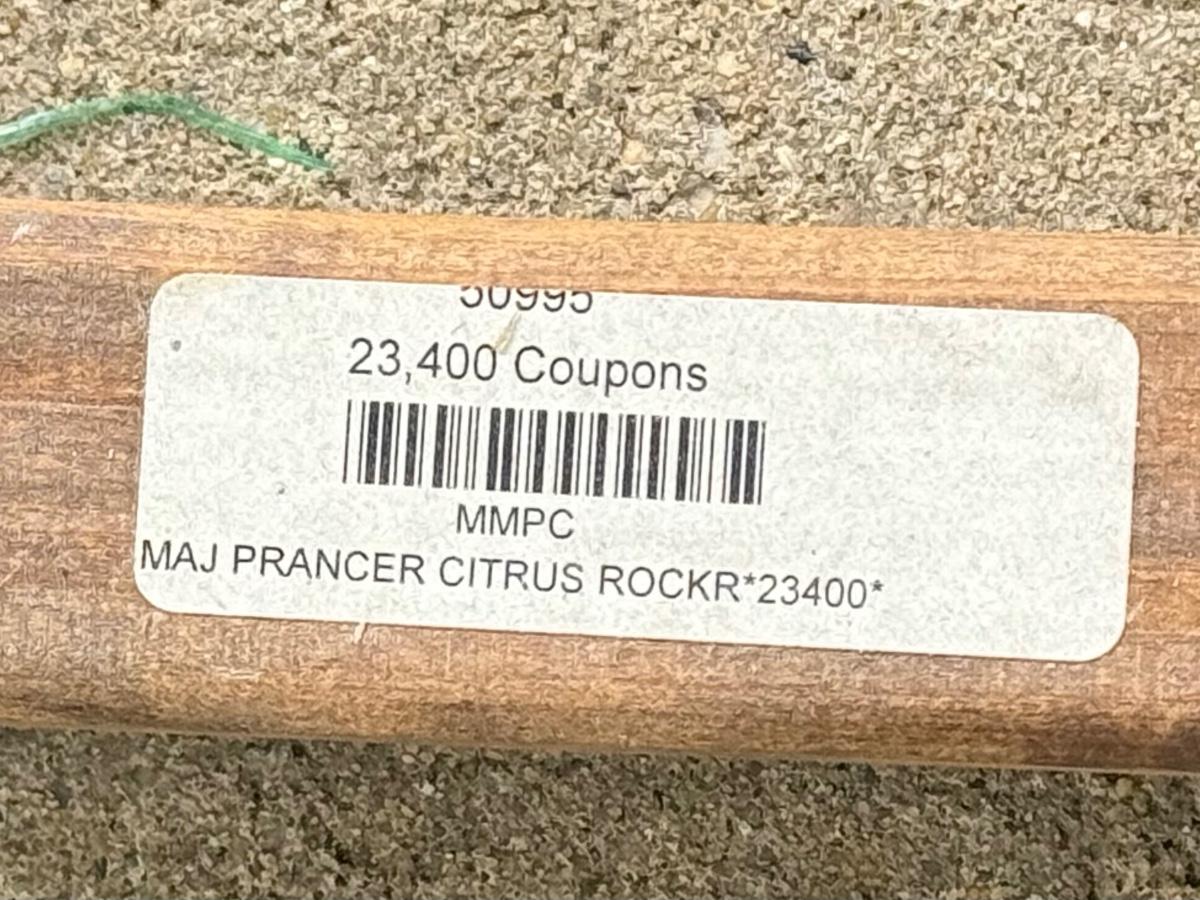 50995
23,400 Coupons
MMPC
MAJ PRANCER CITRUS ROCKR*23400*